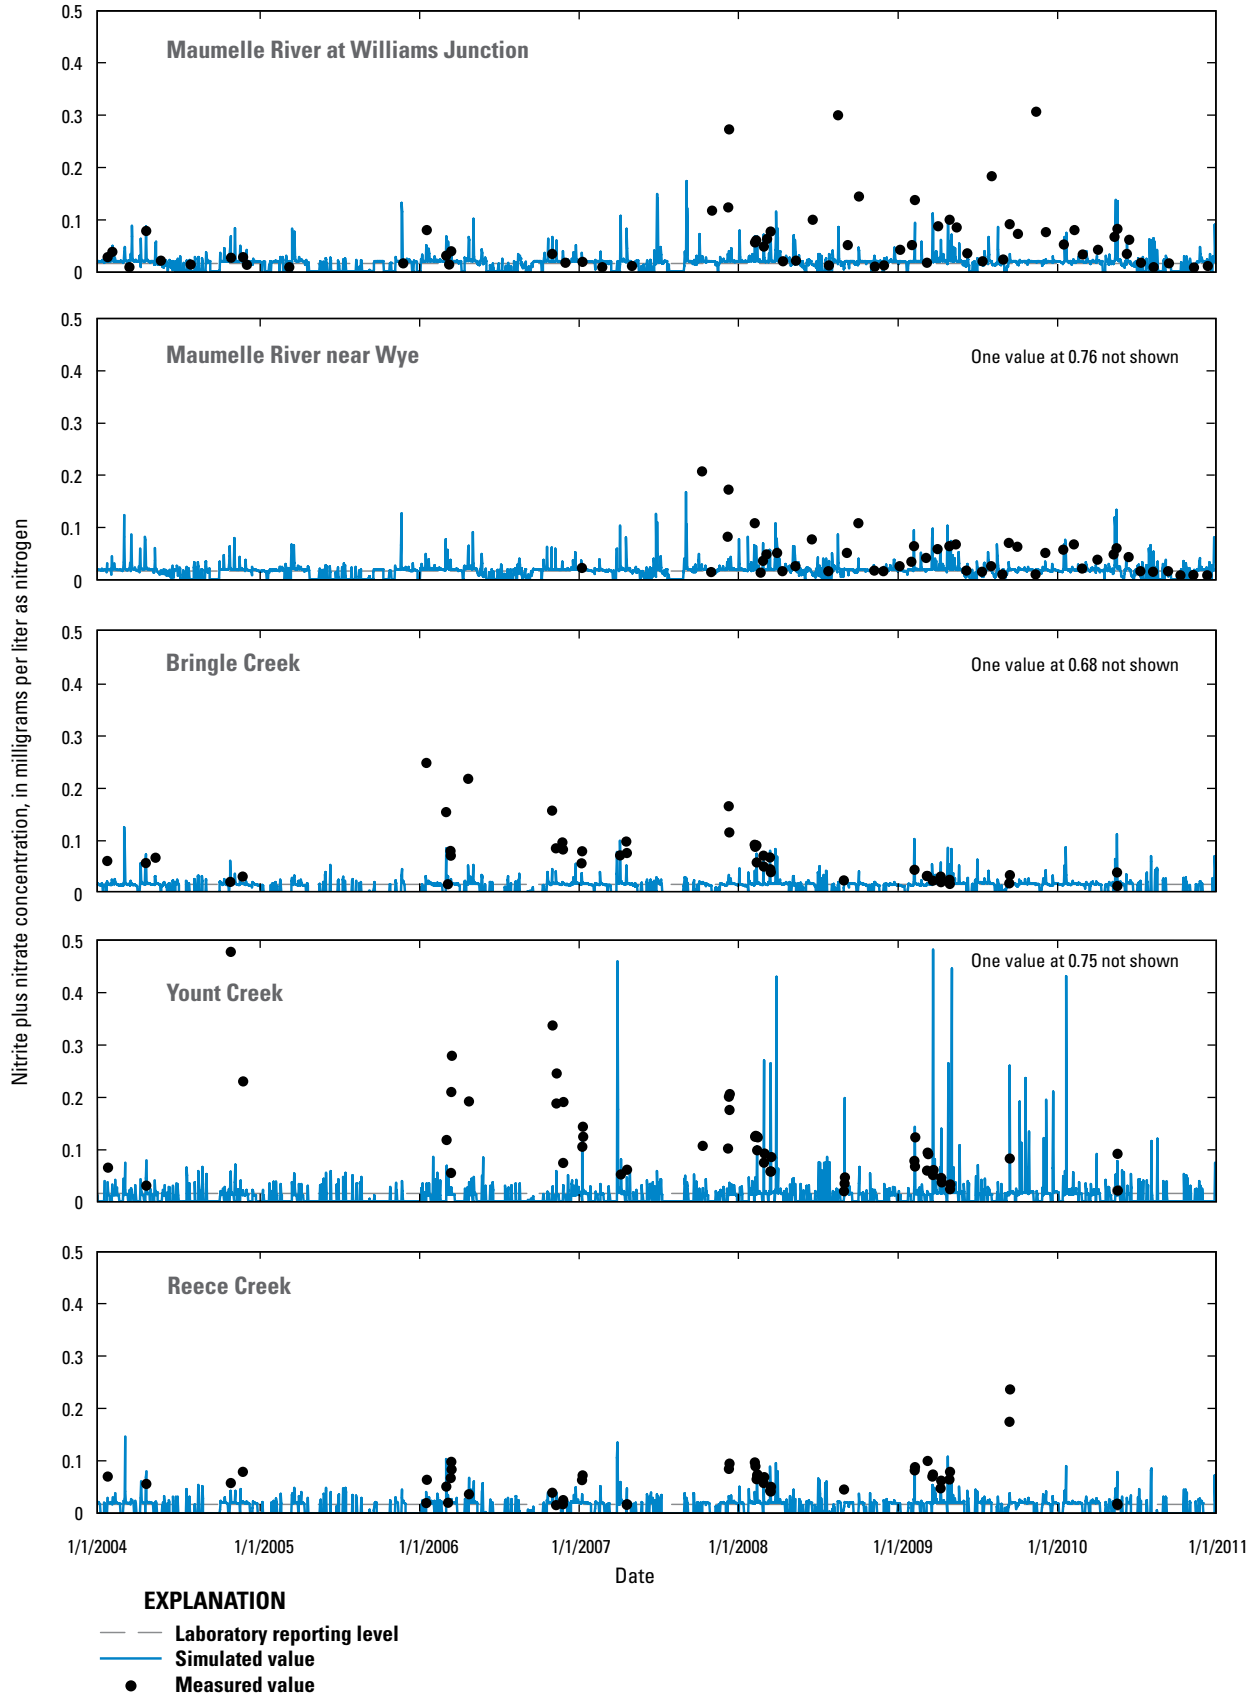 0.5
Maumelle River at Williams Junction
0.4
0.3
0.2
0.1
0
0.5
Maumelle River near Wye
One value at 0.76 not shown
0.4
0.3
0.2
0.1
0
0.5
Bringle Creek
One value at 0.68 not shown
0.4
0.3
0.2
0.1
0
0.5
One value at 0.75 not shown
Yount Creek
0.4
0.3
0.2
0.1
0
0.5
Reece Creek
0.4
0.3
0.2
0.1
0
Nitrite plus nitrate concentration, in milligrams per liter as nitrogen
1/1/2004 1/1/2005 1/1/2006 1/1/2007 1/1/2008 1/1/2009 1/1/2010 1/1/2011
Date
EXPLANATION
Laboratory reporting level
Simulated value
Measured value